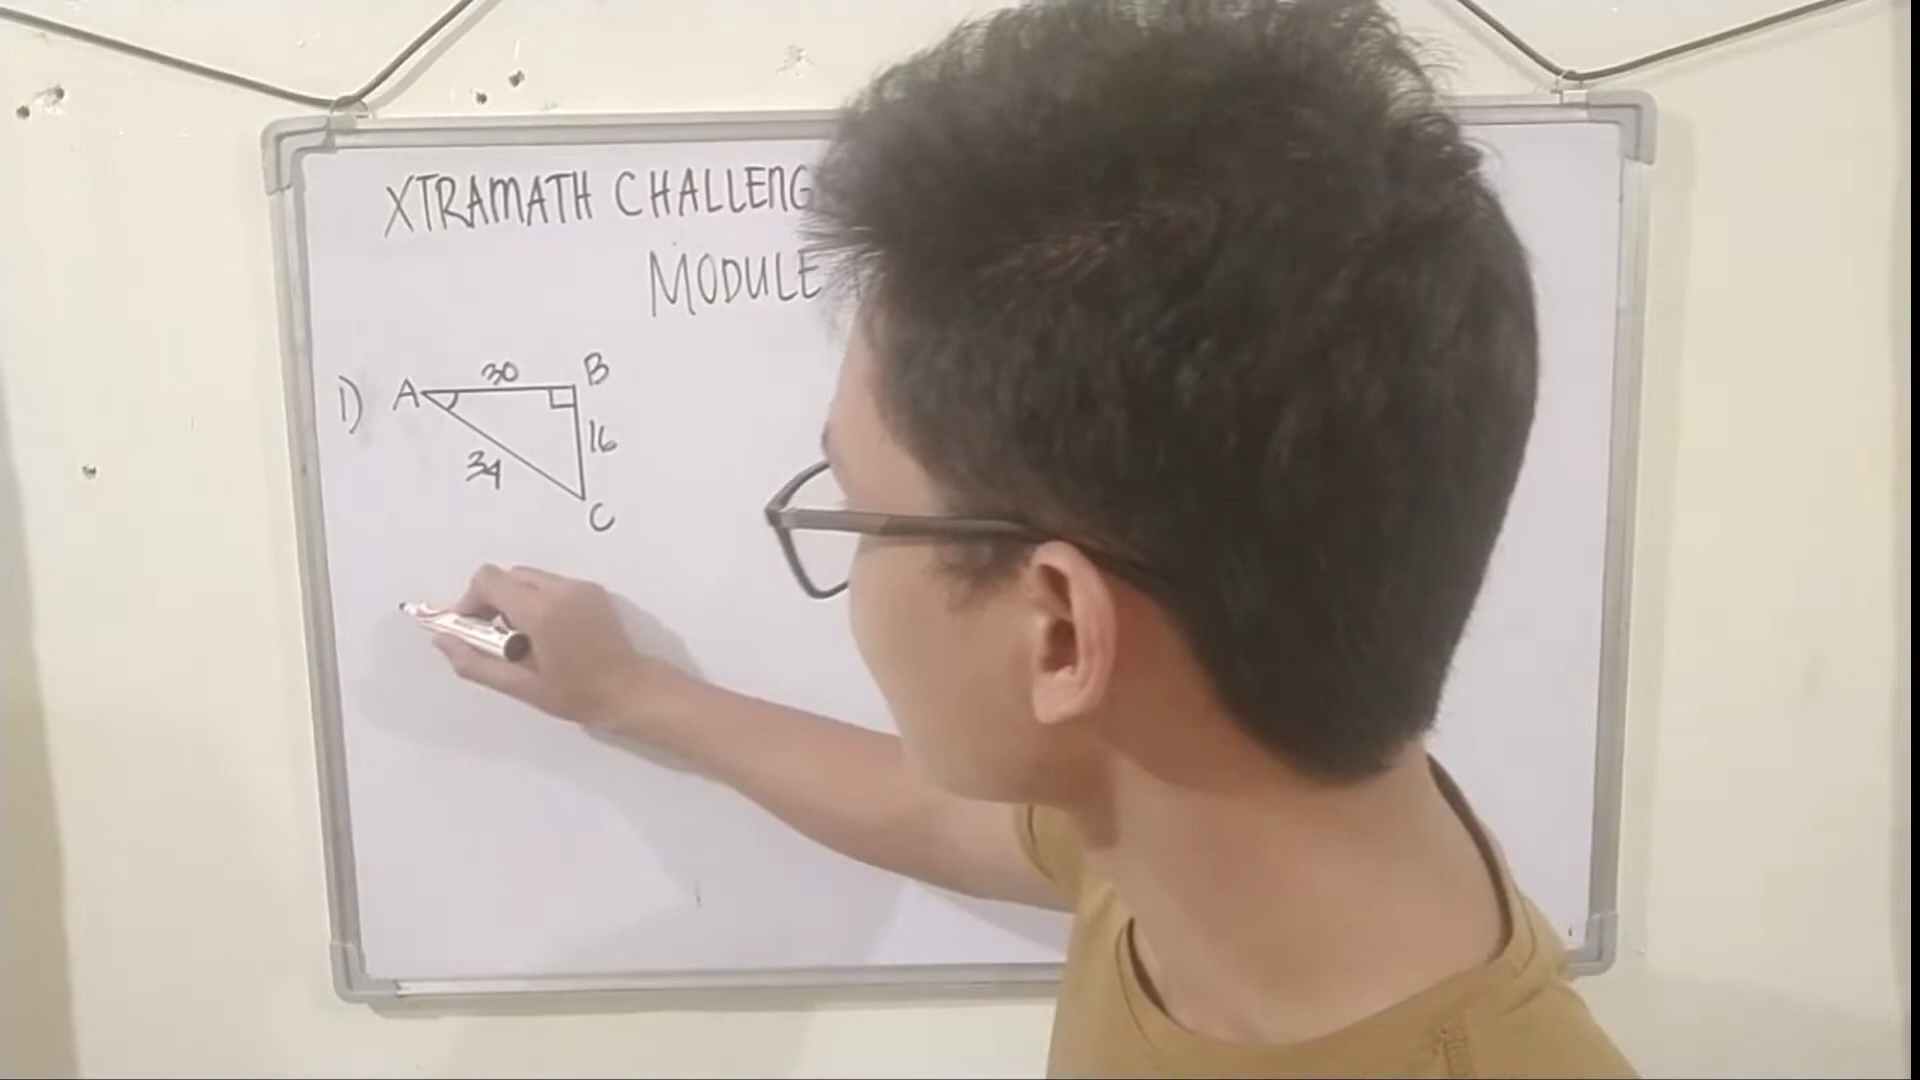 XTRAMATH CHALLENG
MODULE
1) A 30 B
16
34
C